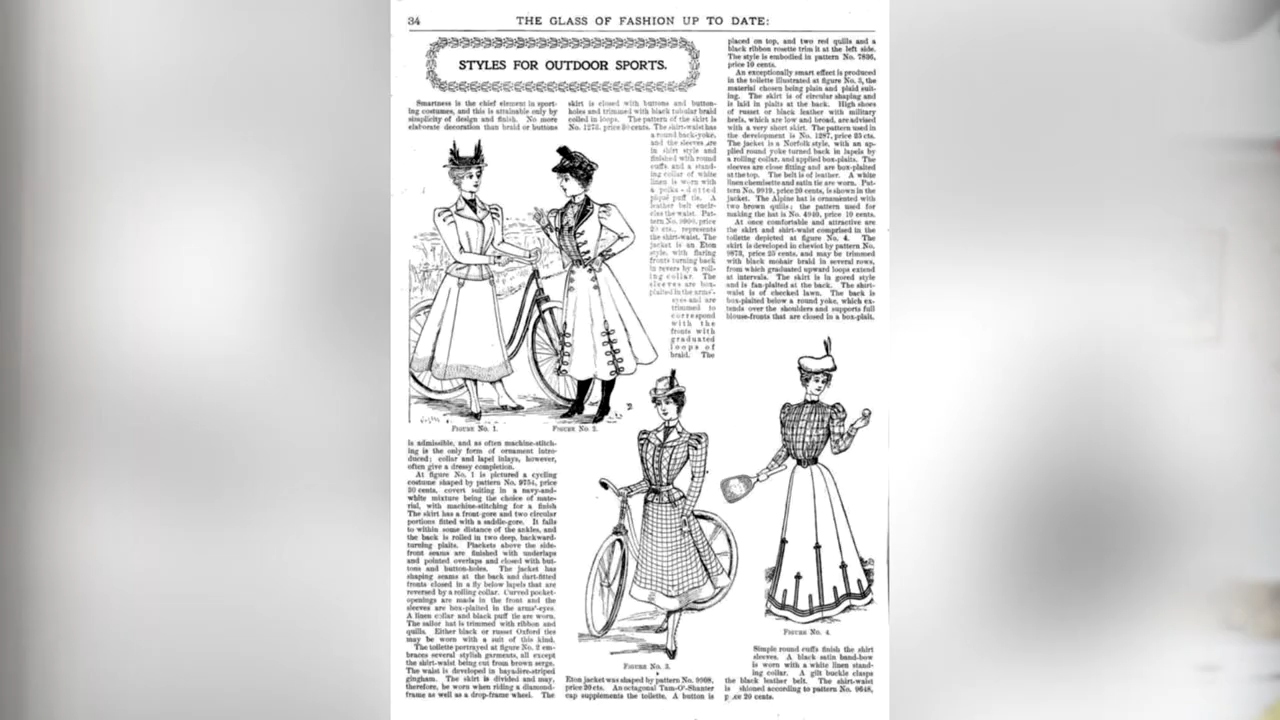 34
THE GLASS OF FASHION UP TO DATE:
STYLES FOR OUTDOOR SPORTS.
Smartness is the chief element in sport-
ing costumes, and this is attainable only by
simplicity of design and finish. No more
elaborate decoration than braid or buttons
FIGURE No. 1.
FIGURE No 2.
is admissible, and as often machine-stitch-
ing is the only form of ornament intro-
duced; collar and lapel inlays, however,
often give a dressy completion.
At figure No. 1 is pictured a cycling
costume shaped by pattern No. 9754, price
20 cents, covert suiting in a navy-and-
white mixture being the choice of mate-
rial, with machine-stitching for a finish
The skirt has a front-gore and two circular
portions fitted with a saddle-gore. It falls
to within some distance of the ankles, and
the back is rolled in two deep, backward-
turning plaits. Plackets above the side-
front seams are finished with underlaps
and pointed overlaps and closed with but-
tons and button-holes. The jacket has
shaping seams at the back and dart-fitted
fronts closed in a fly below lapels that are
reversed by a rolling collar. Curved pocket-
openings are made in the front and the
sleeves are box-plaited in the arms'-eyes.
A linen collar and black puff tie are worn.
The sailor hat is trimmed with ribbon and
quills. Either black or russet Oxford ties
may be worn with a suit of this kind.
The toilette portrayed at figure No. 2 em-
braces several stylish garments, all except
the shirt-waist being cut from brown serge.
The waist is developed in bayadere-striped
gingham. The skirt is divided and may,
therefore, be worn when riding a diamond-
frame as well as a drop-frame wheel. The
skirt is closed with buttons and button-
holes and trimmed with black tubular braid
coiled in loops. The pattern of the skirt is
No. 1273, price cents. The shirt-waist has
a round back-yoke,
and the sleeves are
in shirt style and
finished with round
cuffs and a stand-
ing collar of white
linen is worn with
a polka-dotted
piqué puff tie. A
leather belt encir-
cles the waist. Pat-
tern No. price
cts., represents
the shirt-waist. The
jacket is an Eton
style, with flaring
fronts turning back
in revers by a roll-
ing collar. The
sleeves are box-
plaited in the arms'-
eyes and are
trimmed to
correspond
with the
fronts with
graduated
loops of
braid. The
FIGURE No. 3.
Eton jacket was shaped by pattern No. 9908,
price 20 cts. An octagonal Tam-O'-Shanter
cap supplements the toilette. A button is
placed on top, and two red quills and a
black ribbon rosette trim it at the left side.
The style is embodied in pattern No. 7836,
price 10 cents.
An exceptionally smart effect is produced
in the toilette illustrated at figure No. 3, the
material chosen being plain and plaid suit-
ing. The skirt is of circular shaping and
is laid in plaits at the back. High shoes
of russet or black leather with military
heels, which are low and broad, are advised
with a very short skirt. The pattern used in
the development is No. 1287, price 25 cts.
The jacket is a Norfolk style, with an ap-
plied round yoke turned back in lapels by
a rolling collar, and applied box-plaits. The
sleeves are close fitting and are box-plaited
at the top. The belt is of leather. A white
linen chemisette and satin tie are worn. Pat-
tern No. 9919, price 20 cents, is shown in the
jacket. The Alpine hat is ornamented with
two brown quills; the pattern used for
making the hat is No. 4940, price 10 cents.
At once comfortable and attractive are
the skirt and shirt-waist comprised in the
toilette depicted at figure No. 4. The
skirt is developed in cheviot by pattern No.
9873, price 25 cents, and may be trimmed
with black mohair braid in several rows,
from which graduated upward loops extend
at intervals. The skirt is in gored style
and is fan-plaited at the back. The shirt-
waist is of checked lawn. The back is
box-plaited below a round yoke, which ex-
tends over the shoulders and supports full
blouse-fronts that are closed in a box-plait.
FIGURE No. 4.
Simple round cuffs finish the shirt
sleeves. A black satin band-bow
is worn with a white linen stand-
ing collar. A gilt buckle clasps
the black leather belt. The shirt-waist
is shioned according to pattern No. 9648,
p ce 20 cents.